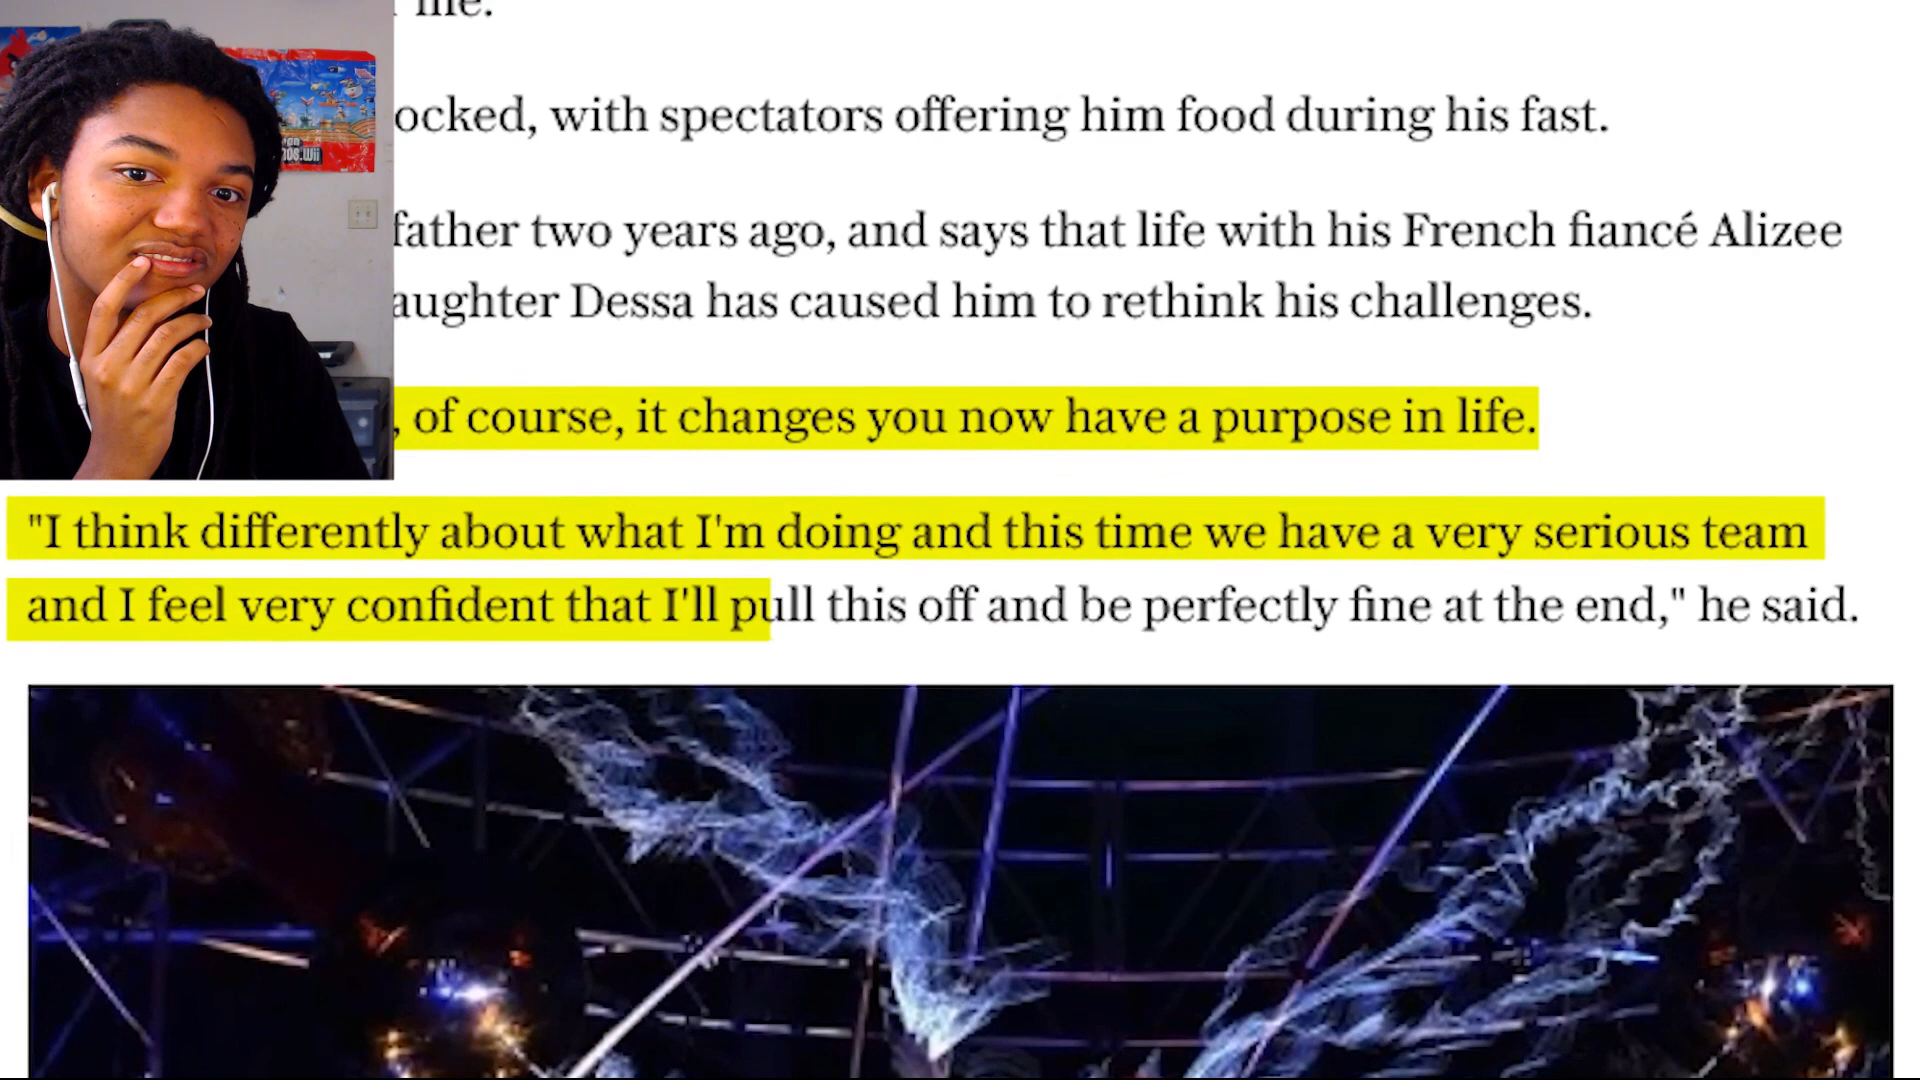 me.
ocked, with spectators offering him food during his fast.
father two years ago, and says that life with his French fiancé Alizee
aughter Dessa has caused him to rethink his challenges.
, of course, it changes you now have a purpose in life.
"I think differently about what I'm doing and this time we have a very serious team
and I feel very confident that I'll pull this off and be perfectly fine at the end," he said.
OS.Wii